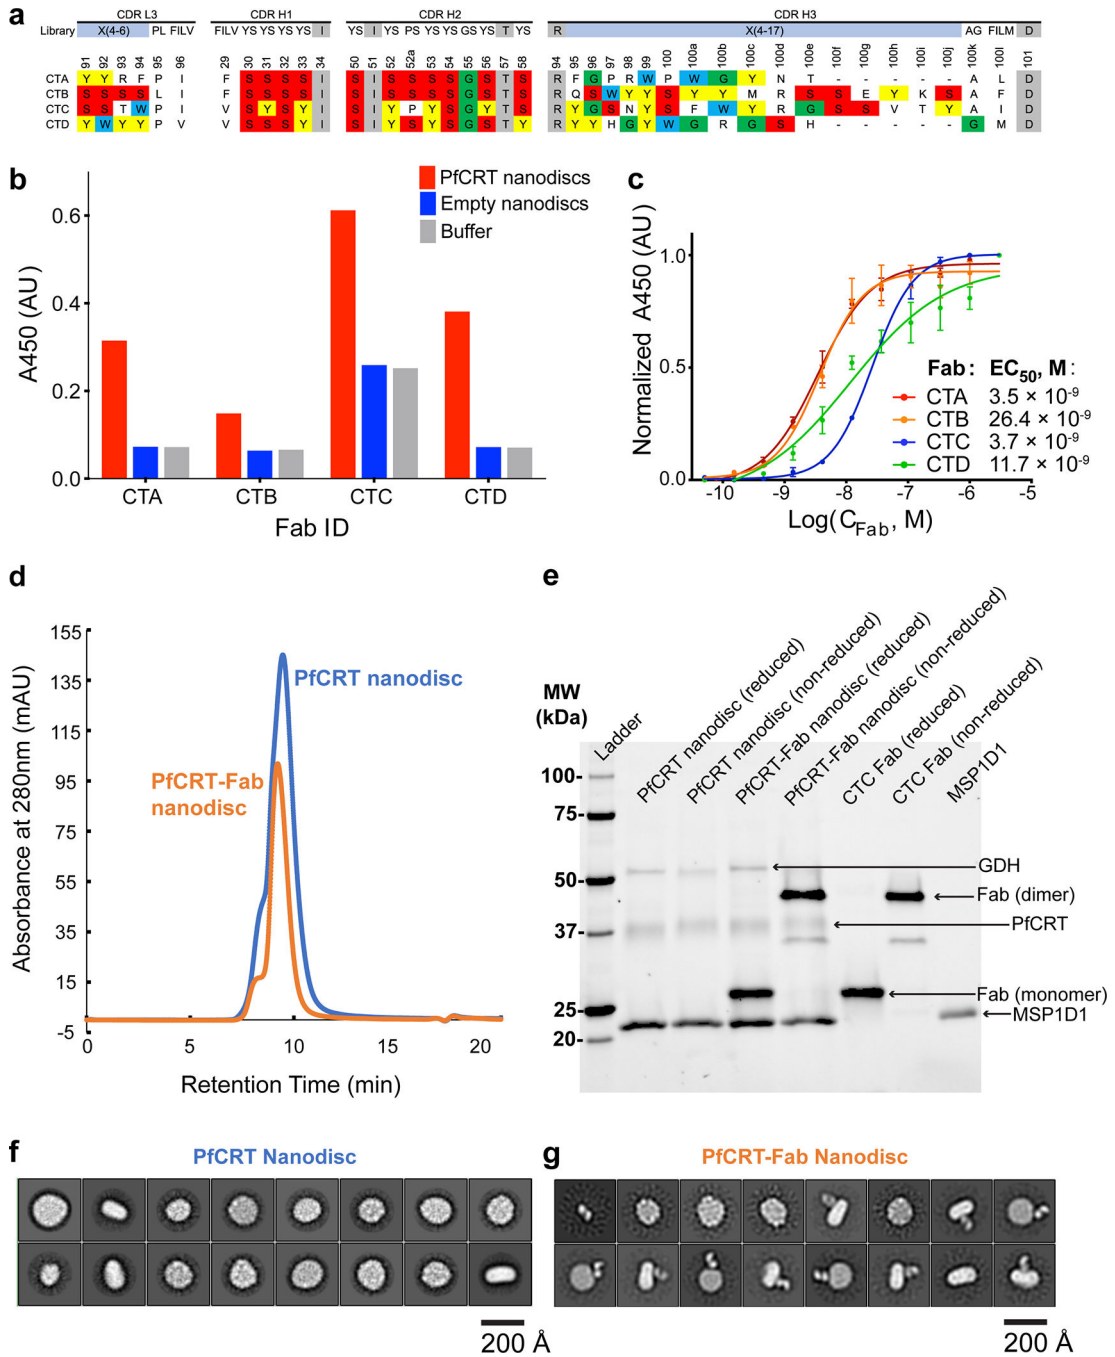 a
CDR L3 CDR H1 CDR H2 CDR H3
Library X(4-6) PL FILV FILV YS YS YS YS I YS I YS PS YS YS GS YS T YS R X(4-17) AG FILM D
91 92 93 94 95 96 29 30 31 32 33 34 50 51 52 52a 53 54 55 56 57 58 94 95 96 97 98 99 100 100a 100b 100c 100d 100e 100f 100g 100h 100i 100j 100k 100l 101
CTA Y Y R F P I F S S S S I S I S S S S G S T S R F G P R W P W G Y N T - - - - - A L D
CTB S S S S L I F S S S S I S I S S S S G S T S R Q S W Y Y S Y Y M R S S E Y K S A F D
CTC S S T W P I V S Y S Y I S I Y P Y S G Y T S R Y G S N Y S F W Y R G S S V T Y A I D
CTD Y W Y Y P V V S S S Y I S I Y S Y S G S T Y R Y Y H G Y W G R G S H - - - - - G M D
b
PfCRT nanodiscs
Empty nanodiscs
Buffer
A450 (AU)
0.6
0.4
0.2
0.0
CTA CTB CTC CTD
Fab ID
c
Normalized A450 (AU)
1.0
0.5
0.0
Fab: EC50, M:
CTA 3.5 × 10-9
CTB 26.4 × 10-9
CTC 3.7 × 10-9
CTD 11.7 × 10-9
-10 -9 -8 -7 -6 -5
Log(CFab, M)
d
155
135
115
95
75
55
35
15
-5
Absorbance at 280nm (mAU)
PfCRT nanodisc
PfCRT-Fab
nanodisc
0 5 10 15 20
Retention Time (min)
e
MW
(kDa)
Ladder
PfCRT nanodisc (reduced)
PfCRT nanodisc (non-reduced)
PfCRT-Fab nanodisc (reduced)
PfCRT-Fab nanodisc (non-reduced)
CTC Fab (reduced)
CTC Fab (non-reduced)
MSP1D1
100-
75-
50-
37-
25-
20-
GDH
Fab (dimer)
PfCRT
Fab (monomer)
MSP1D1
f
PfCRT Nanodisc
200 Å
g
PfCRT-Fab Nanodisc
200 Å